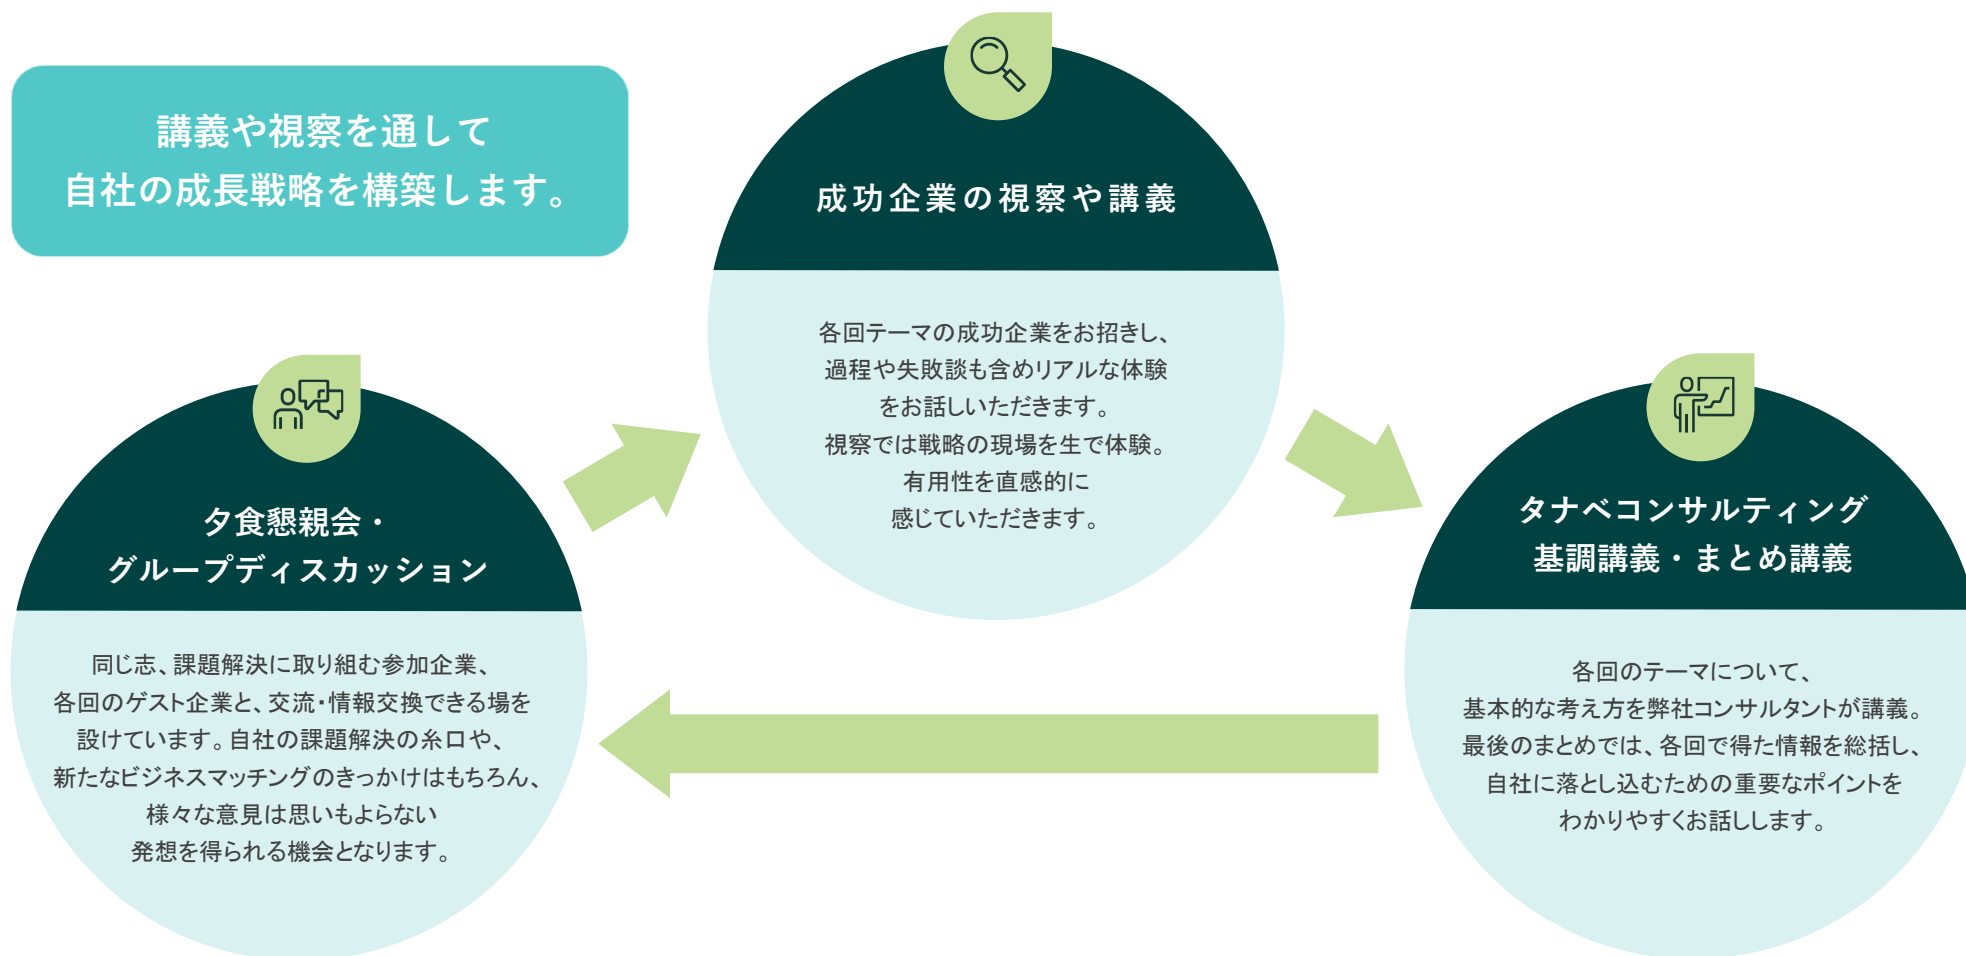 講義や視察を通して
自社の成長戦略を構築します。
成功企業の視察や講義
各回テーマの成功企業をお招きし、
過程や失敗談も含めリアルな体験
をお話しいただきます。
視察では戦略の現場を生で体験。
有用性を直感的に
感じていただきます。
夕食懇親会・
グループディスカッション
同じ志、課題解決に取り組む参加企業、
各回のゲスト企業と、交流・情報交換できる場を
設けています。自社の課題解決の糸口や、
新たなビジネスマッチングのきっかけはもちろん、
様々な意見は思いもよらない
発想を得られる機会となります。
タナベコンサルティング
基調講義・まとめ講義
各回のテーマについて、
基本的な考え方を弊社コンサルタントが講義。
最後のまとめでは、各回で得た情報を総括し、
自社に落とし込むための重要なポイントを
わかりやすくお話しします。